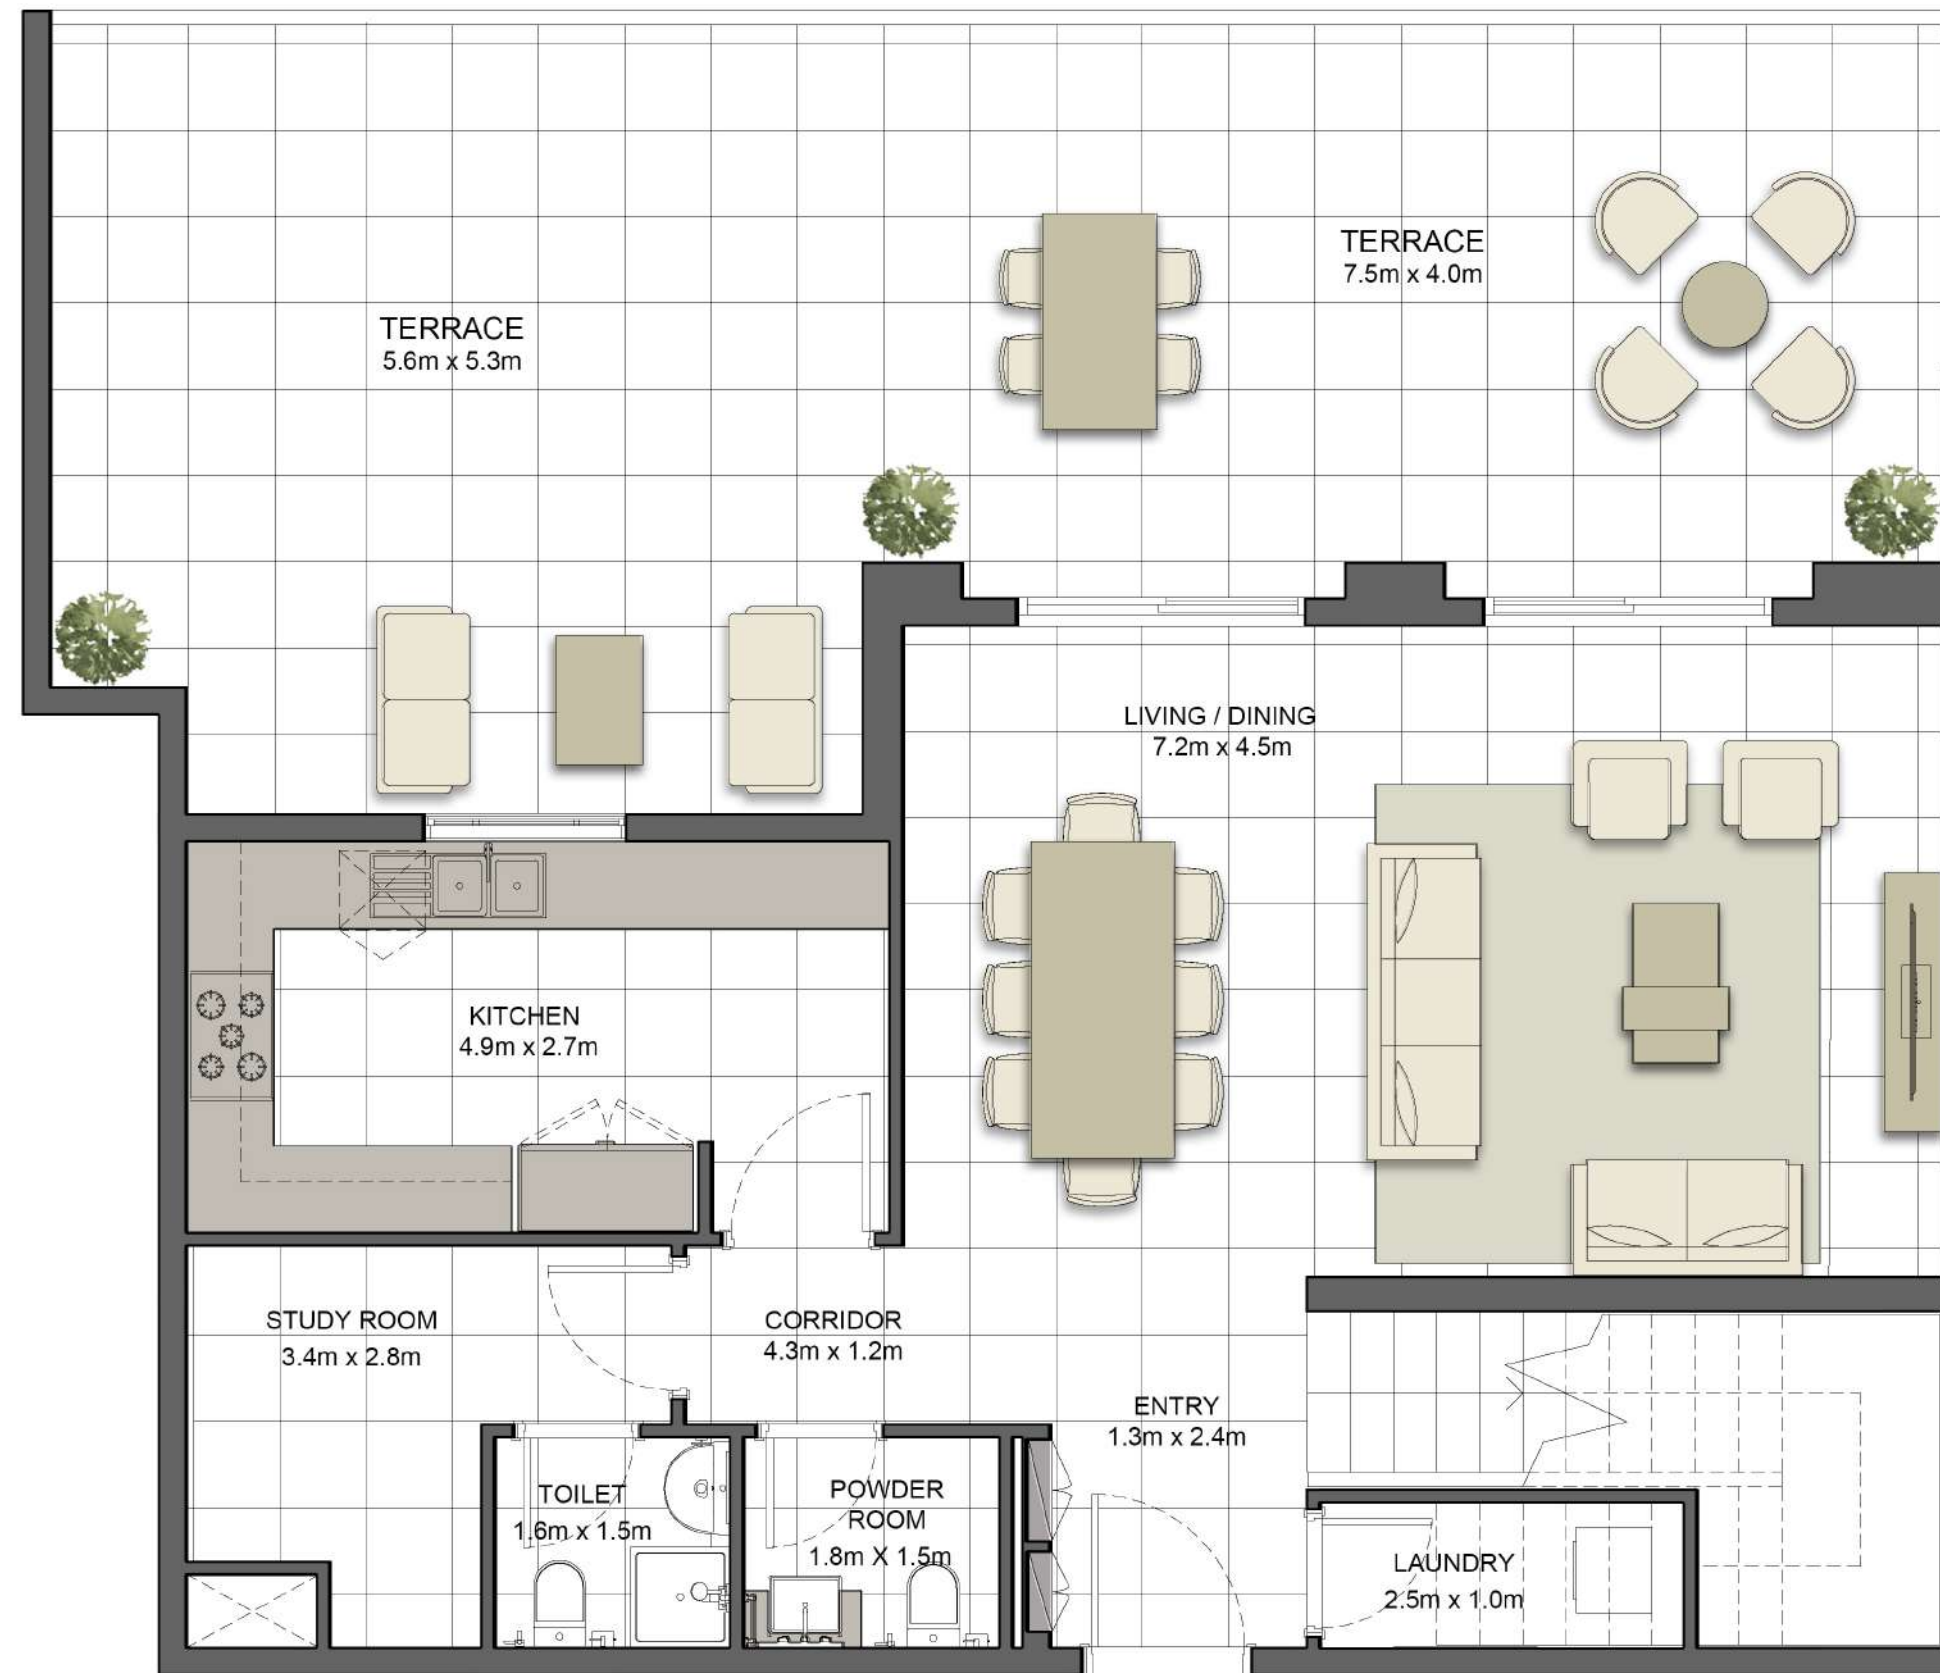 TERRACE
7.5m x 4.0m
TERRACE
5.6m x 5.3m
LIVING / DINING
7.2m x 4.5m
KITCHEN
4.9m x 2.7m
STUDY ROOM
3.4m x 2.8m
CORRIDOR
4.3m x 1.2m
ENTRY
1.3m x 2.4m
TOILET
1.6m x 1.5m
POWDER
ROOM
1.8m X 1.5m
LAUNDRY
2.5m x 1.0m